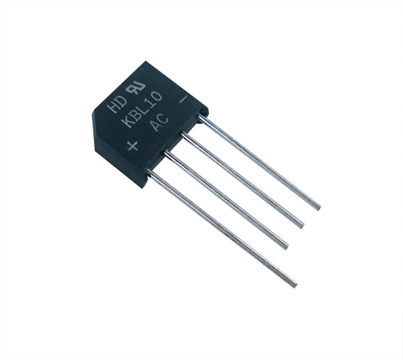 HD
KBL10
+ AC −